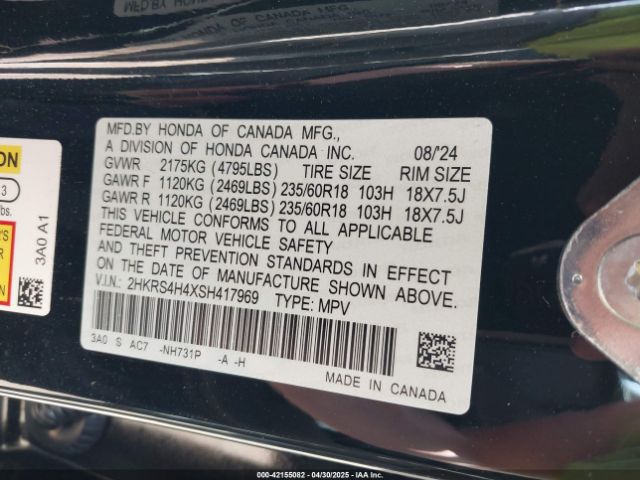 MFD.BY HONDA OF CANADA MFG.,
A DIVISION OF HONDA CANADA INC. 08/'24
GVWR 2175KG (4795LBS) TIRE SIZE RIM SIZE
GAWR F 1120KG (2469LBS) 235/60R18 103H 18X7.5J
GAWR R 1120KG (2469LBS) 235/60R18 103H 18X7.5J
THIS VEHICLE CONFORMS TO ALL APPLICABLE
FEDERAL MOTOR VEHICLE SAFETY
AND THEFT PREVENTION STANDARDS IN EFFECT
ON THE DATE OF MANUFACTURE SHOWN ABOVE.
V.I.N.: 2HKRS4H4XSH417969 TYPE: MPV
3A0 S AC7 -NH731P -A -H
MADE IN CANADA
3A0 A1
000-42155082 - 04/30/2025 - IAAI.COM